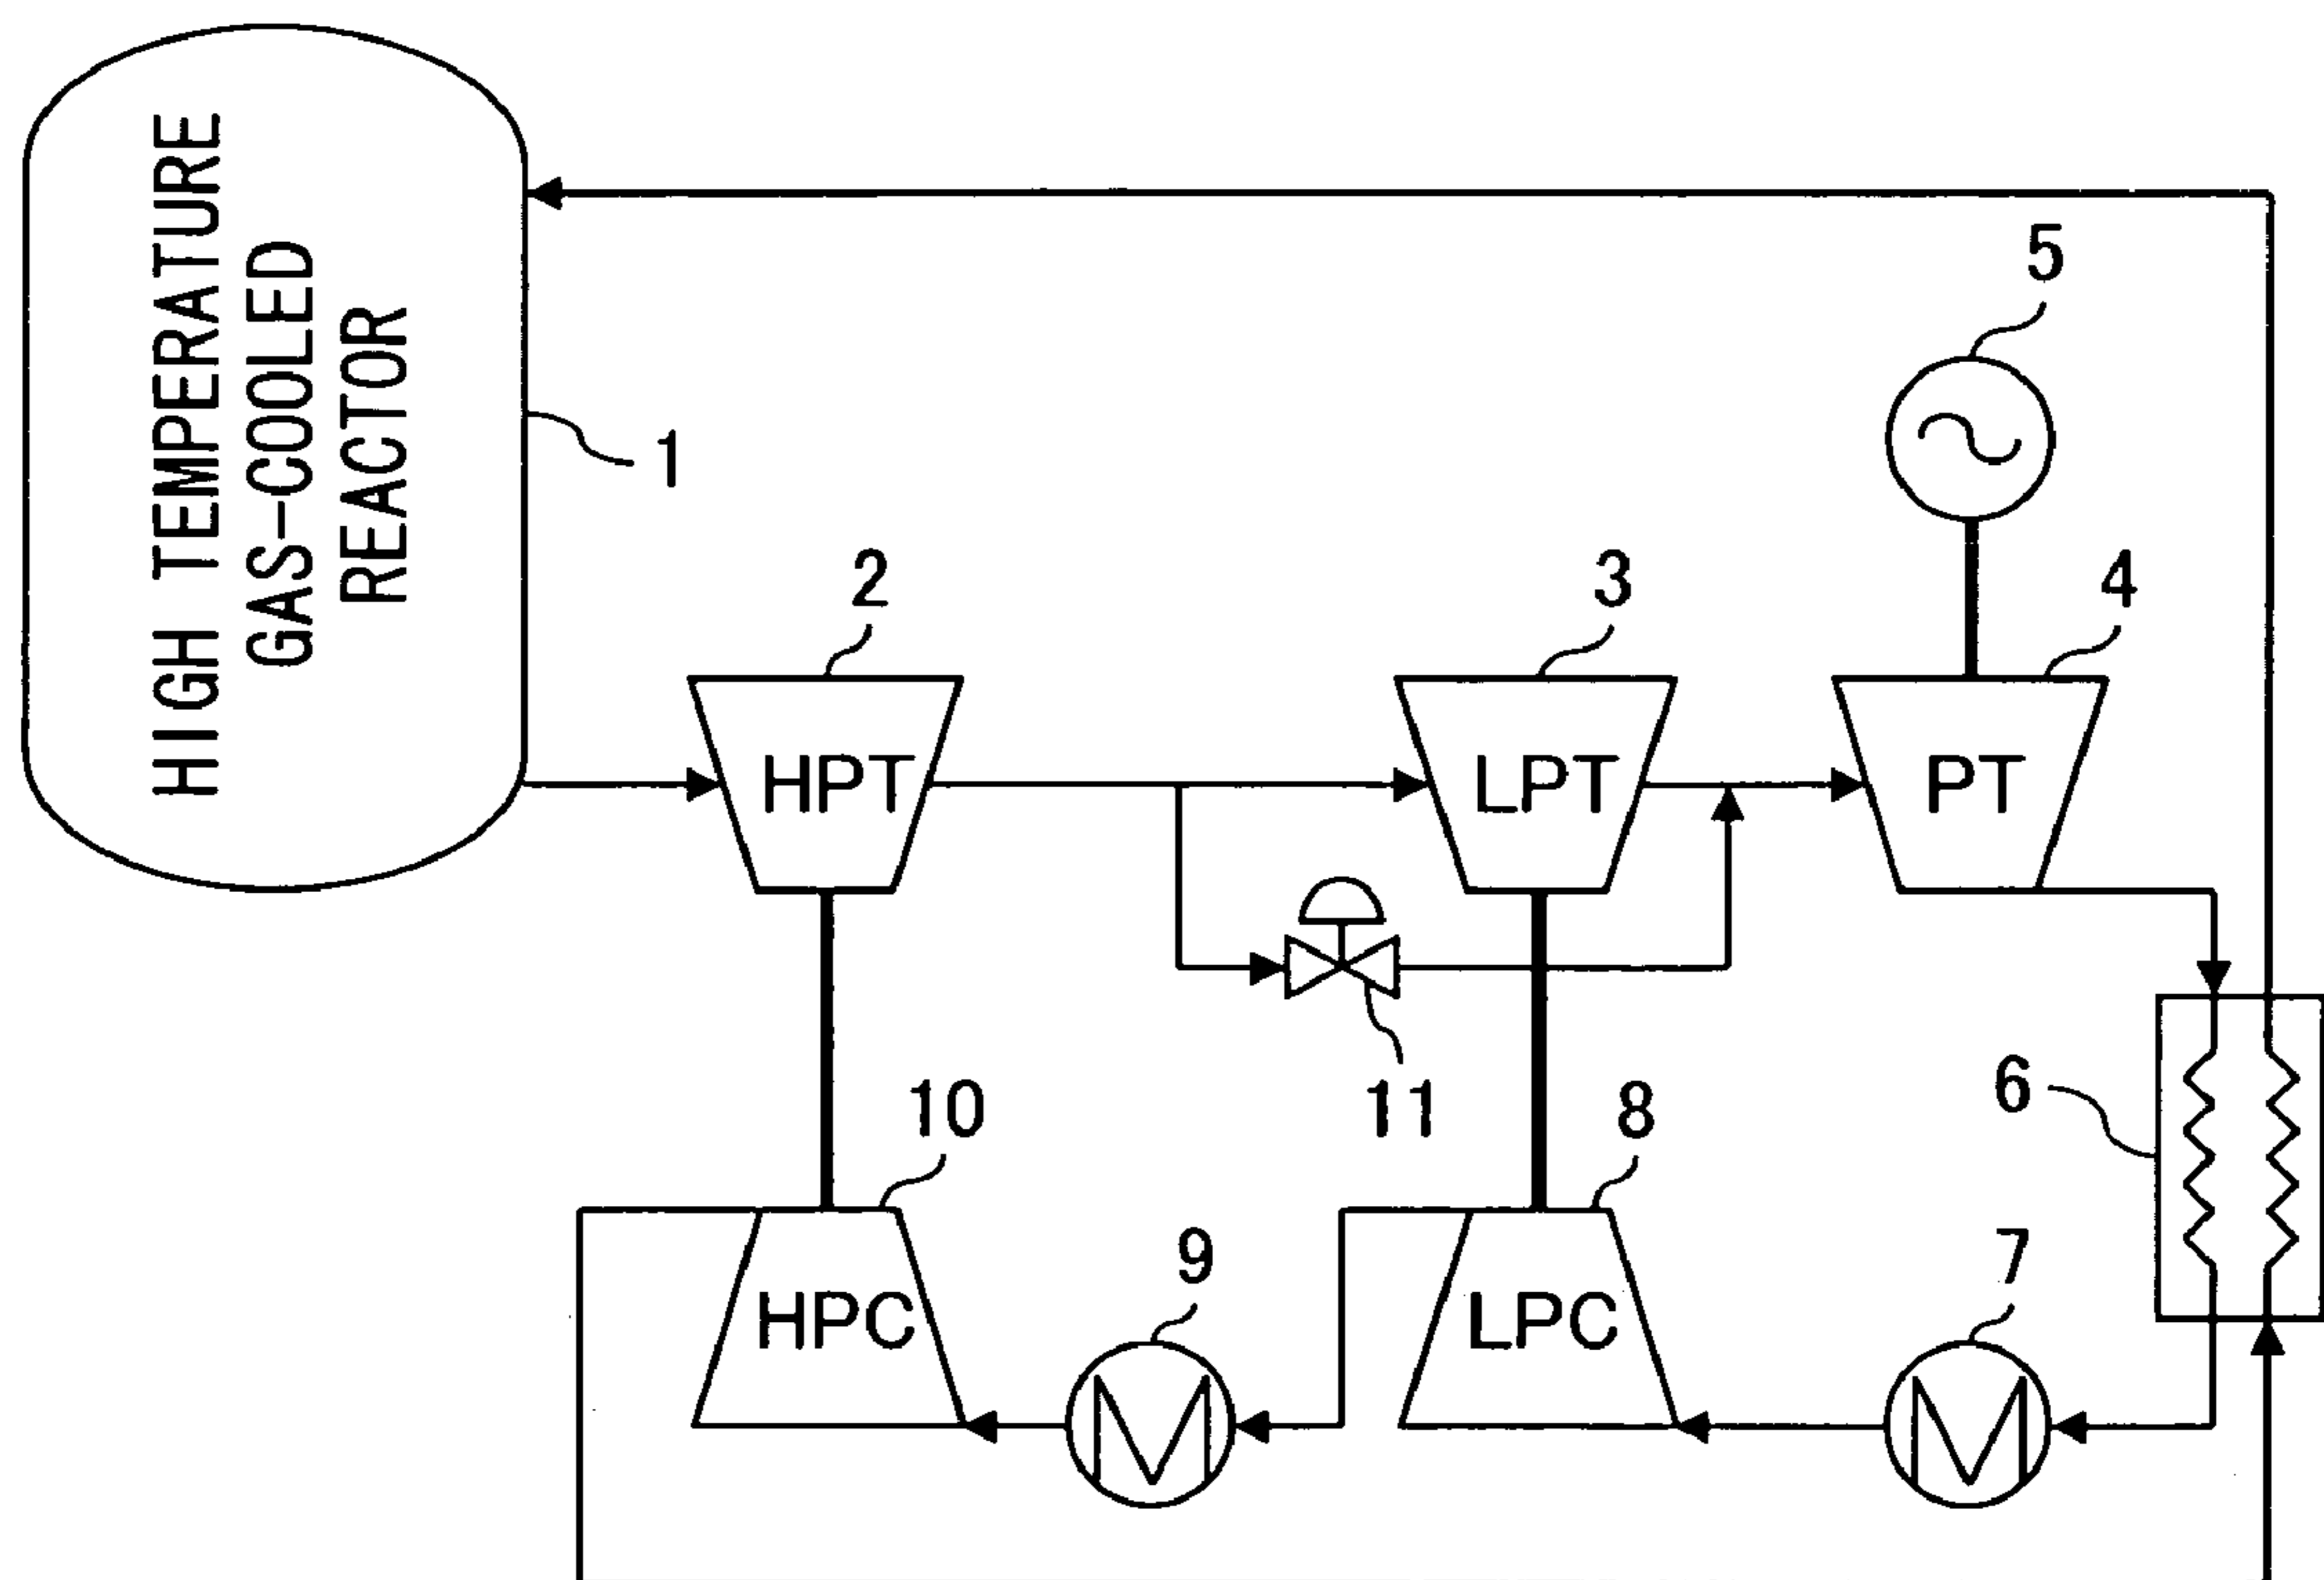 HIGH TEMPERATURE
GAS-COOLED
REACTOR
1
5
2
3
4
HPT
LPT
PT
11
6
10
8
9
7
HPC
LPC